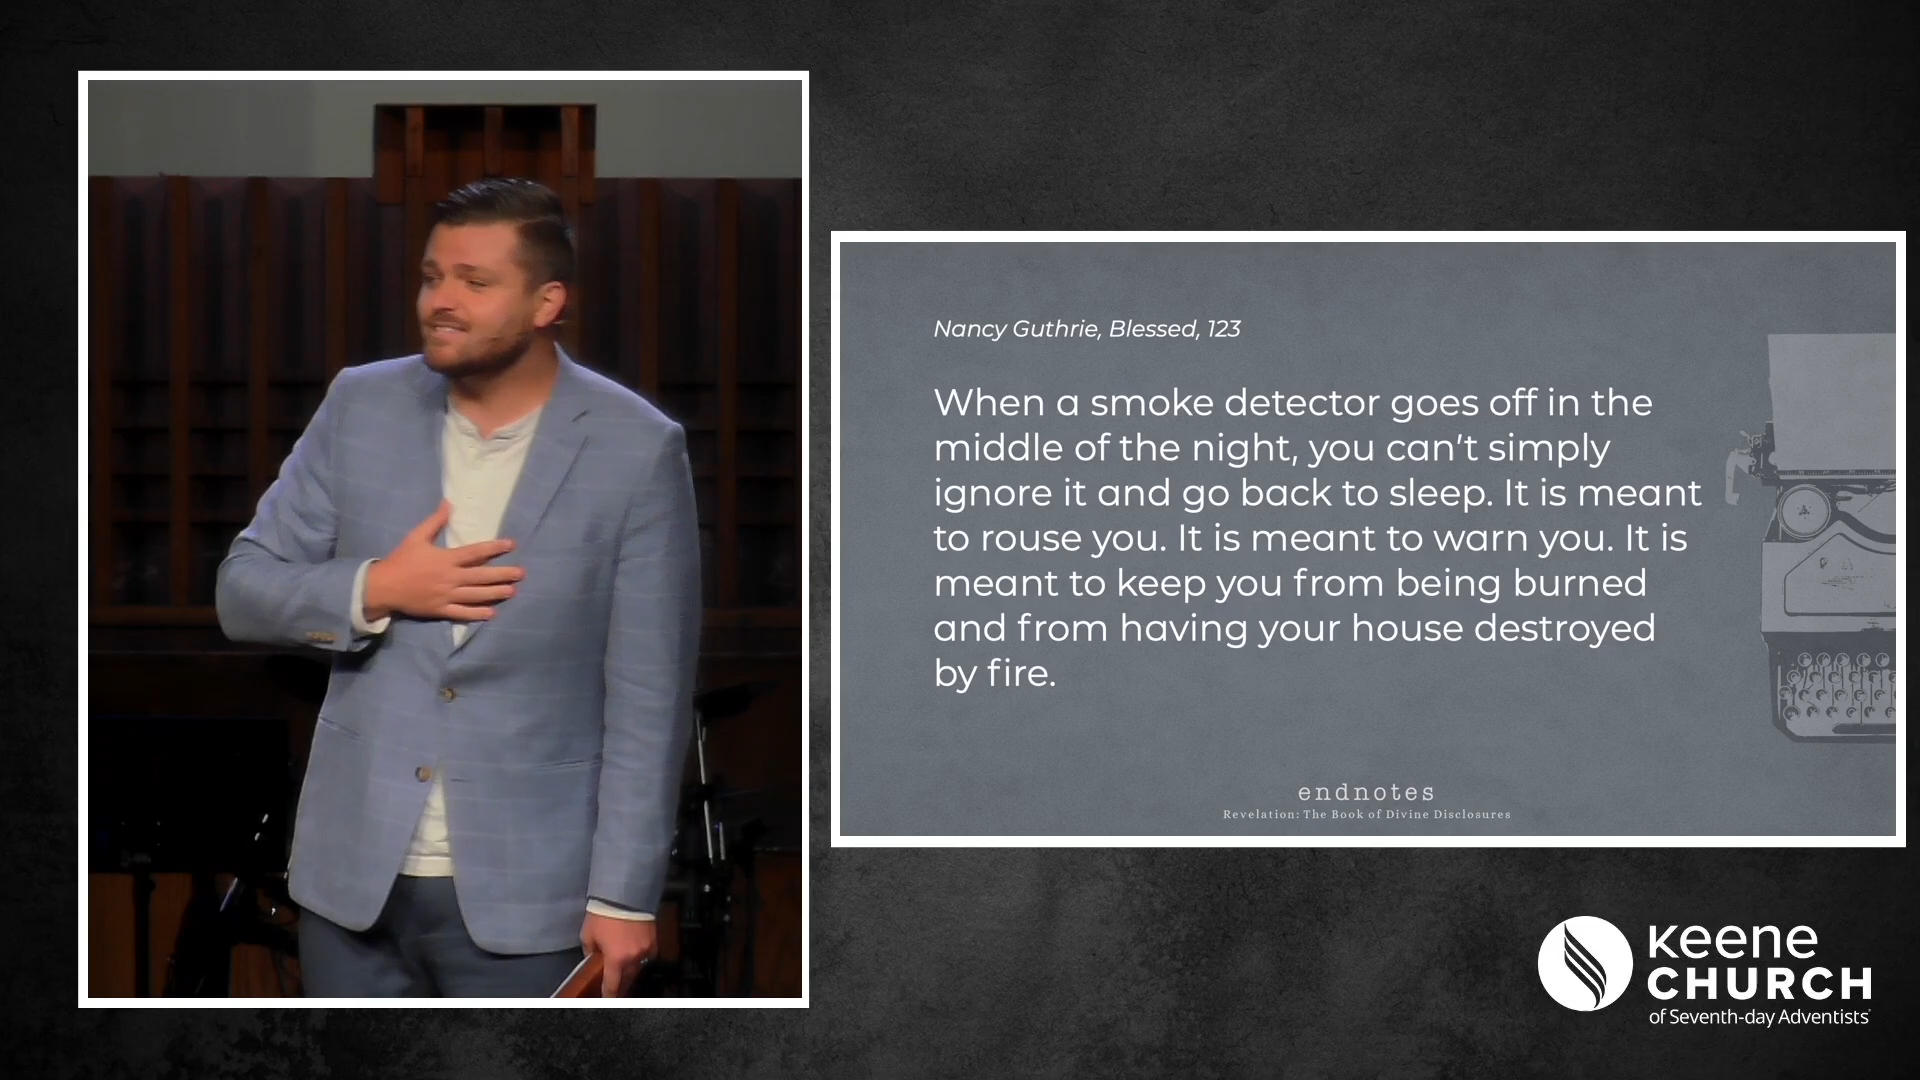 Nancy Guthrie, Blessed, 123
When a smoke detector goes off in the
middle of the night, you can't simply
ignore it and go back to sleep. It is meant
to rouse you. It is meant to warn you. It is
meant to keep you from being burned
and from having your house destroyed
by fire.
endnotes
Revelation: The Book of Divine Disclosures
Keene
CHURCH
of Seventh-day Adventists